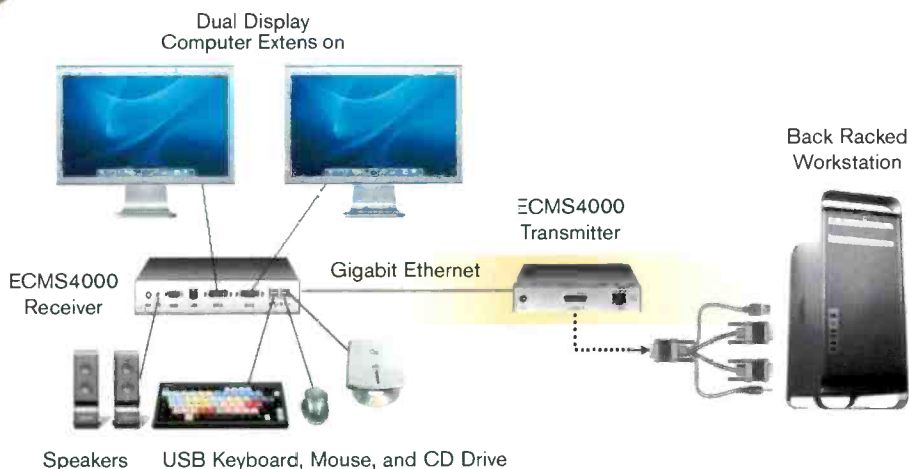 Dual Display
Computer Extens on
Back Racked
Workstation
ECMS4000
Transmitter
Gigabit Ethernet
ECMS4000
Receiver
Speakers
USB Keyboard, Mouse, and CD Drive